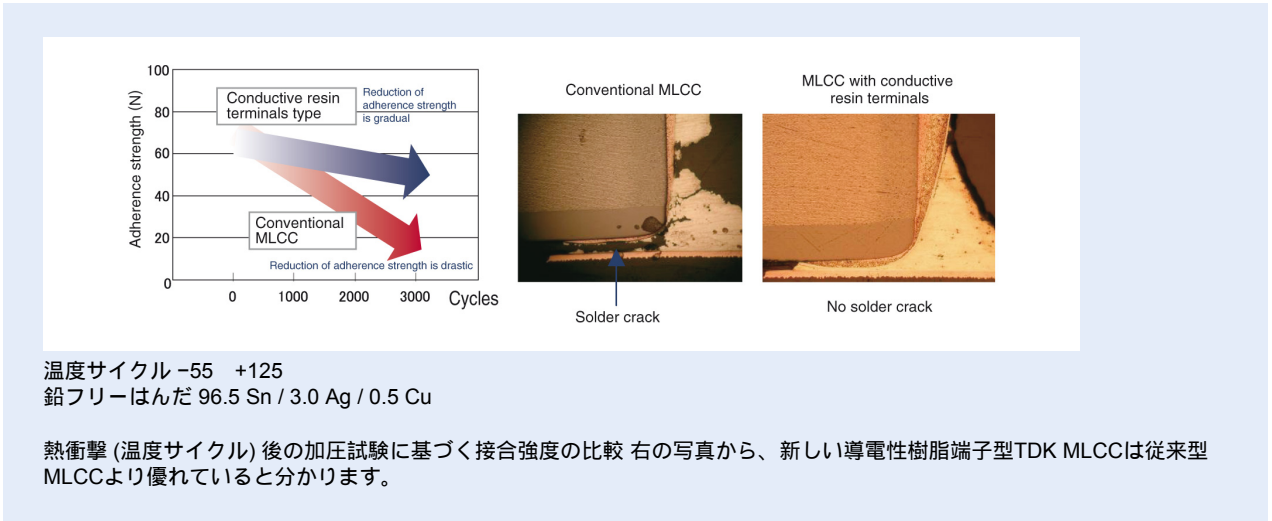 100
80
60
40
20
0
Adherence strength (N)
Conductive resin
terminals type
Reduction of
adherence strength
is gradual
Conventional
MLCC
Reduction of adherence strength is drastic
0 1000 2000 3000 Cycles
Conventional MLCC
Solder crack
MLCC with conductive
resin terminals
No solder crack
温度サイクル −55 +125
鉛フリーはんだ 96.5 Sn / 3.0 Ag / 0.5 Cu
熱衝撃 (温度サイクル) 後の加圧試験に基づく接合強度の比較 右の写真から、新しい導電性樹脂端子型TDK MLCCは従来型
MLCCより優れていると分かります。